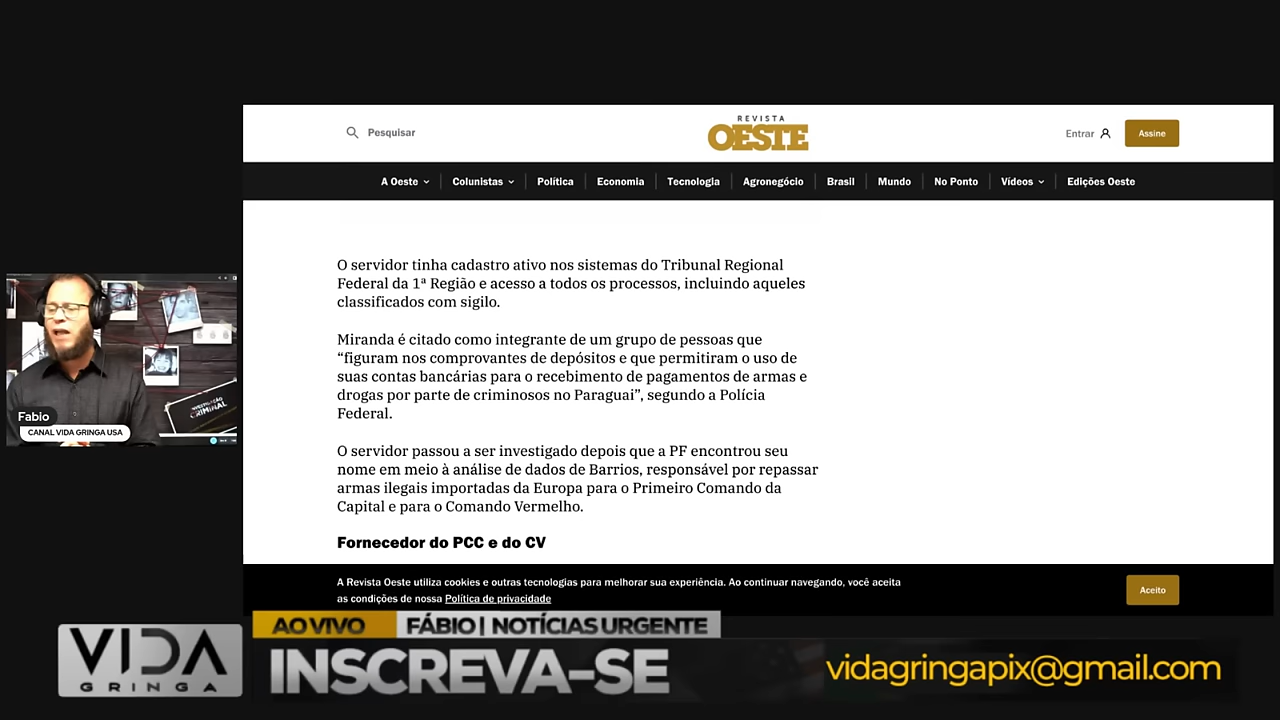 Pesquisar
REVISTA
OESTE
Entrar
Assine
A Oeste
Colunistas
Política
Economia
Tecnologia
Agronegócio
Brasil
Mundo
No Ponto
Vídeos
Edições Oeste
O servidor tinha cadastro ativo nos sistemas do Tribunal Regional
Federal da 1ª Região e acesso a todos os processos, incluindo aqueles
classificados com sigilo.
Miranda é citado como integrante de um grupo de pessoas que
“figuram nos comprovantes de depósitos e que permitiram o uso de
suas contas bancárias para o recebimento de pagamentos de armas e
drogas por parte de criminosos no Paraguai”, segundo a Polícia
Federal.
O servidor passou a ser investigado depois que a PF encontrou seu
nome em meio à análise de dados de Barrios, responsável por repassar
armas ilegais importadas da Europa para o Primeiro Comando da
Capital e para o Comando Vermelho.
Fornecedor do PCC e do CV
INVESTIGAÇÃO
CRIMINAL
Fabio
CANAL VIDA GRINGA USA
A Revista Oeste utiliza cookies e outras tecnologias para melhorar sua experiência. Ao continuar navegando, você aceita
as condições de nossa Política de privacidade
Aceito
AO VIVO
FÁBIO | NOTÍCIAS URGENTE
VIDA
GRINGA
INSCREVA-SE
vidagringapix@gmail.com